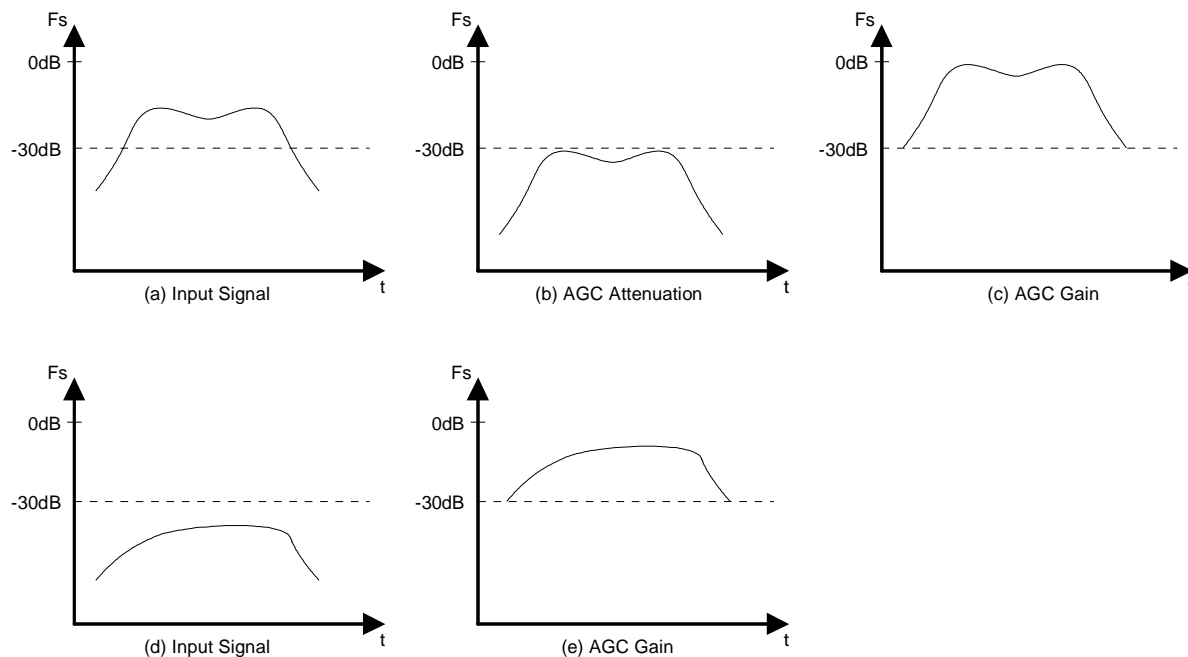 Fs
0dB
-30dB
t
(a) Input Signal
Fs
0dB
-30dB
t
(b) AGC Attenuation
Fs
0dB
-30dB
(c) AGC Gain
Fs
0dB
-30dB
t
(d) Input Signal
Fs
0dB
-30dB
t
(e) AGC Gain